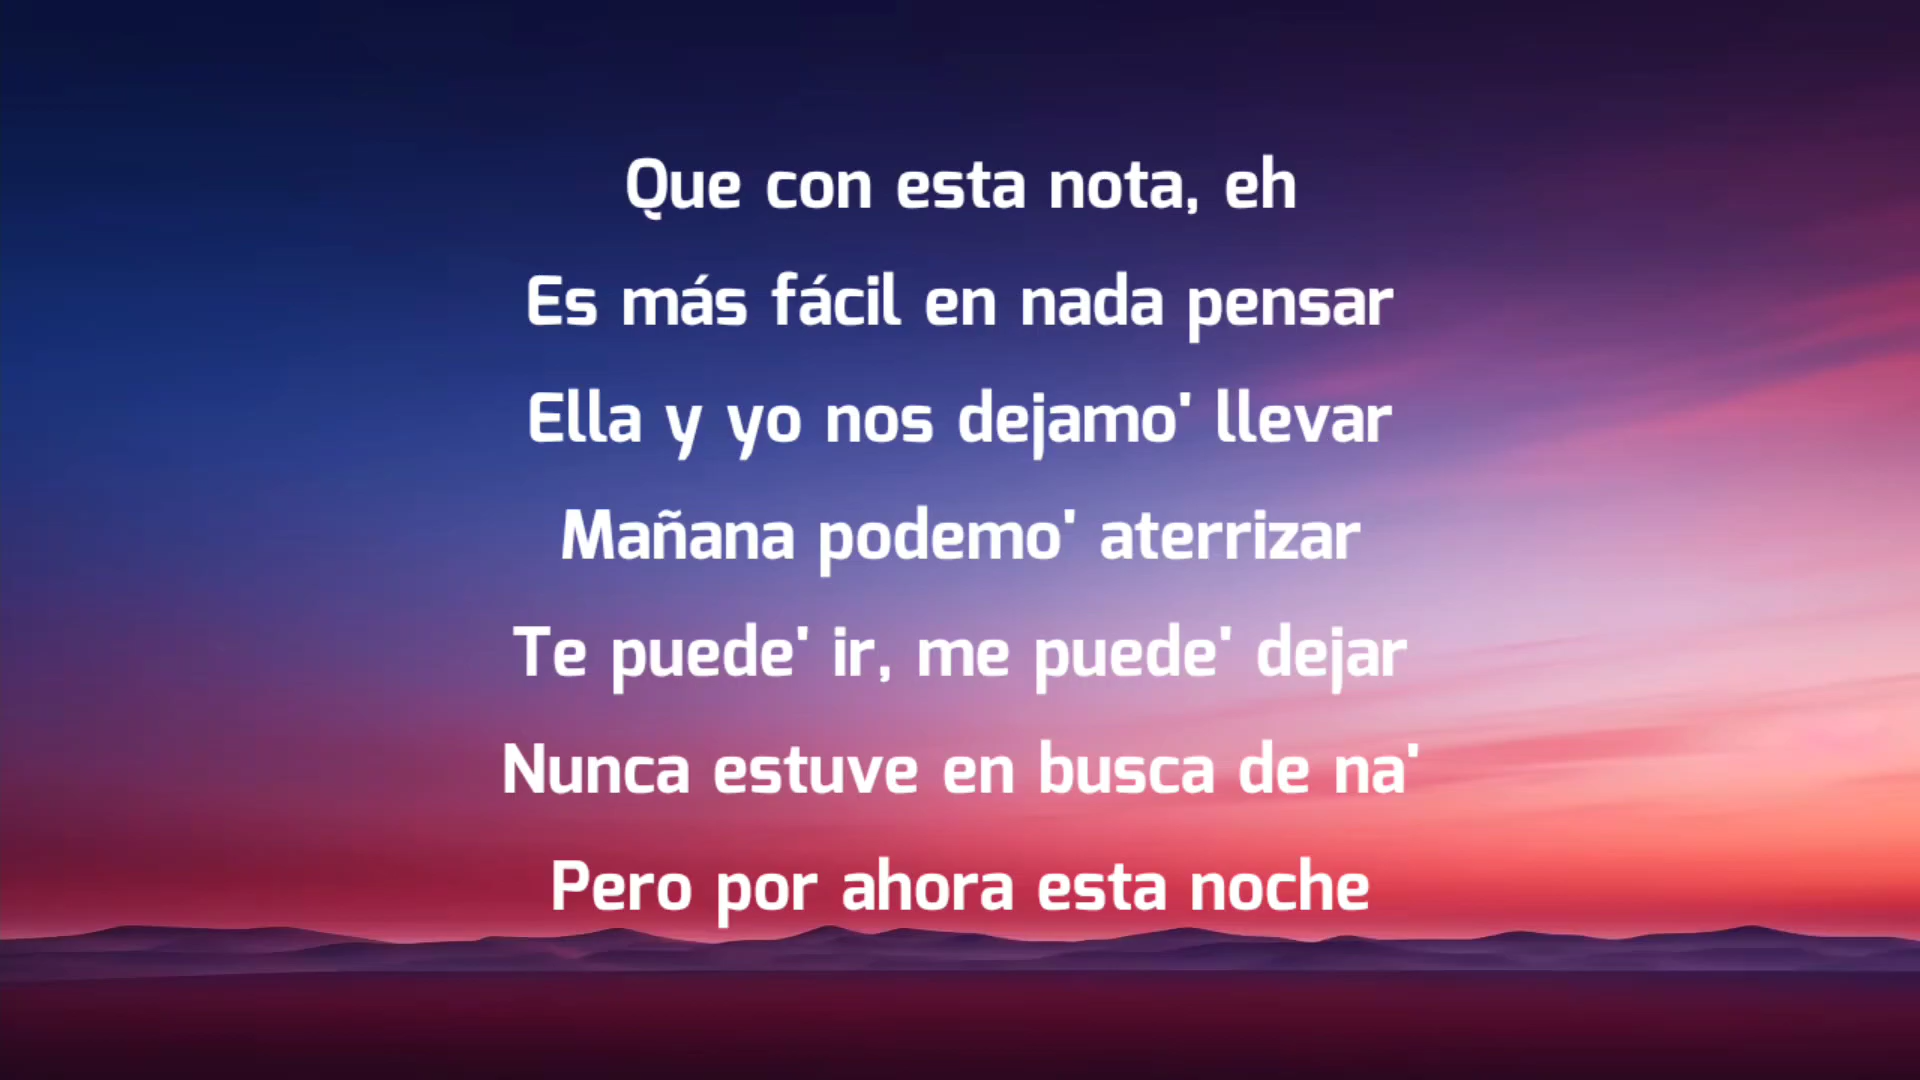 Que con esta nota, eh
Es más fácil en nada pensar
Ella y yo nos dejamo' llevar
Mañana podemo' aterrizar
Te puede' ir, me puede' dejar
Nunca estuve en busca de na'
Pero por ahora esta noche